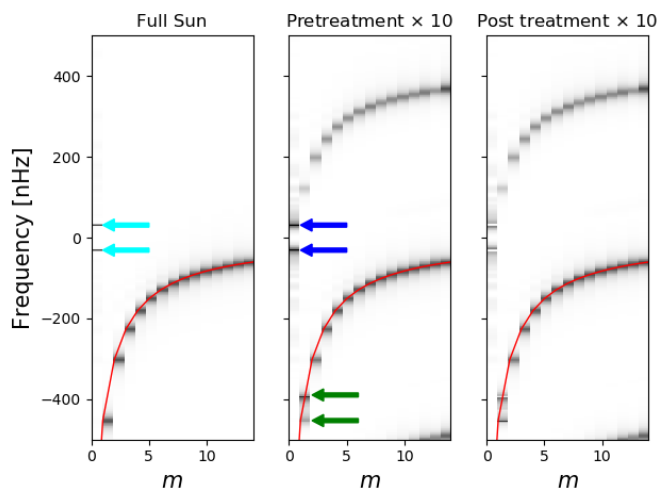 Full Sun
Pretreatment × 10
Post treatment × 10
Frequency [nHz]
400
200
0
−200
−400
0 5 10
0 5 10
0 5 10
m
m
m